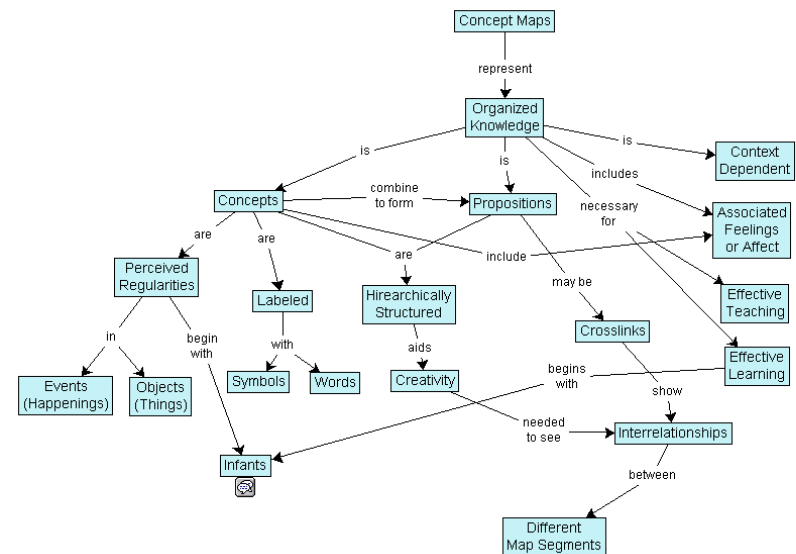 Concept Maps
represent
Organized
Knowledge
is
is
is
includes
necessary
for
Context
Dependent
Concepts
combine
to form
Propositions
Associated
Feelings
or Affect
are
are
are
include
may be
Perceived
Regularities
Labeled
Hirearchically
Structured
Effective
Teaching
Crosslinks
in
begin
with
with
aids
begins
with
Effective
Learning
Events
(Happenings)
Objects
(Things)
Symbols
Words
Creativity
show
needed
to see
Interrelationships
Infants
between
Different
Map Segments